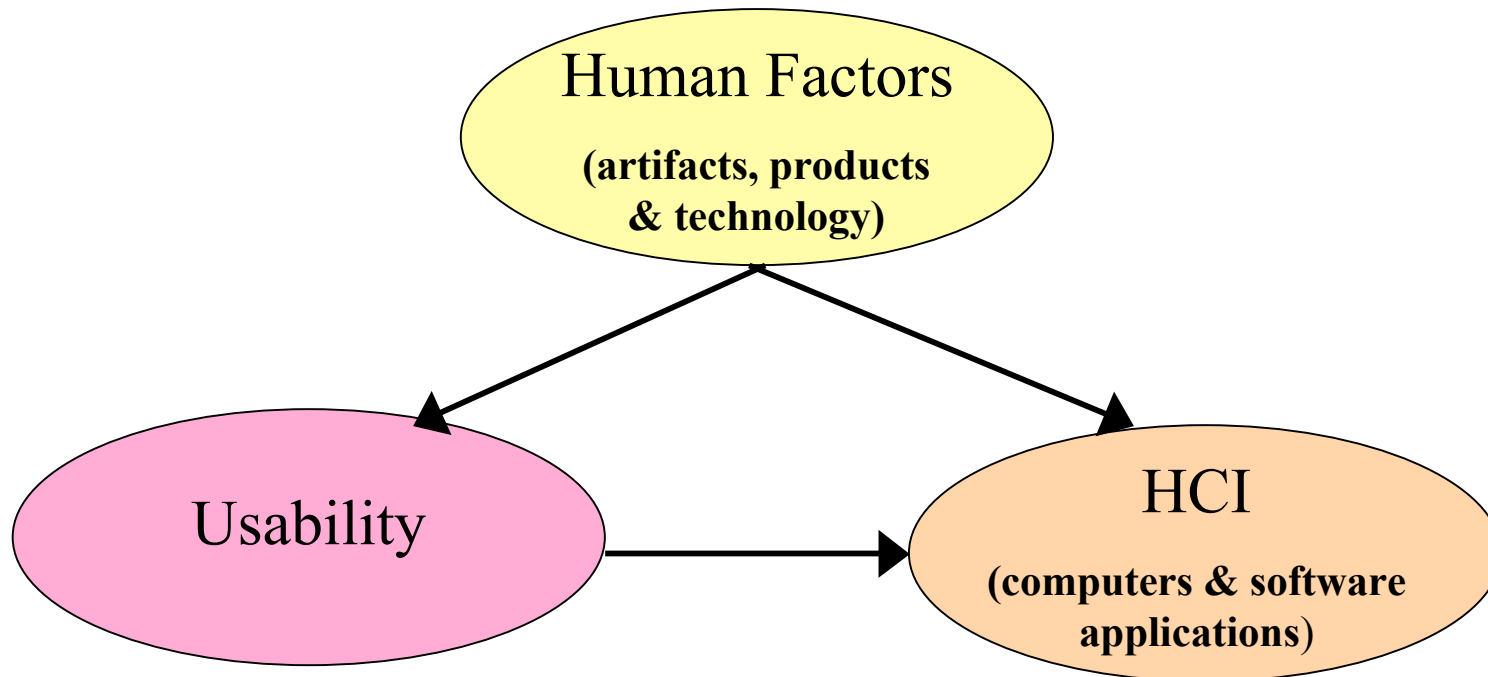 Human Factors
(artifacts, products
& technology)
Usability
HCI
(computers & software
applications)